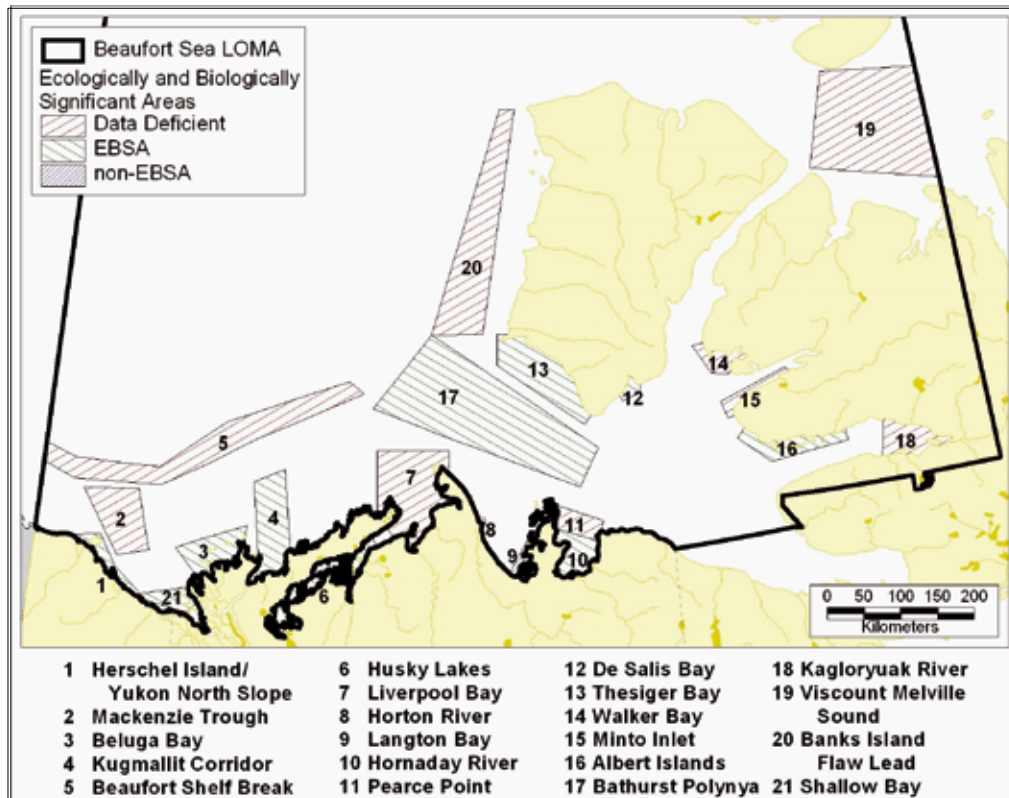 Beaufort Sea LOMA
Ecologically and Biologically
Significant Areas
Data Deficient
EBSA
non-EBSA
19
20
13
14
12
17
15
16
18
5
7
2
4
3
8
11
9
10
1
21
6
0 50 100 150 200
Kilometers
1 Herschel Island/
Yukon North Slope
2 Mackenzie Trough
3 Beluga Bay
4 Kugmallit Corridor
5 Beaufort Shelf Break
6 Husky Lakes
7 Liverpool Bay
8 Horton River
9 Langton Bay
10 Hornaday River
11 Pearce Point
12 De Salis Bay
13 Thesiger Bay
14 Walker Bay
15 Minto Inlet
16 Albert Islands
17 Bathurst Polynya
18 Kagloryuak River
19 Viscount Melville
Sound
20 Banks Island
Flaw Lead
21 Shallow Bay